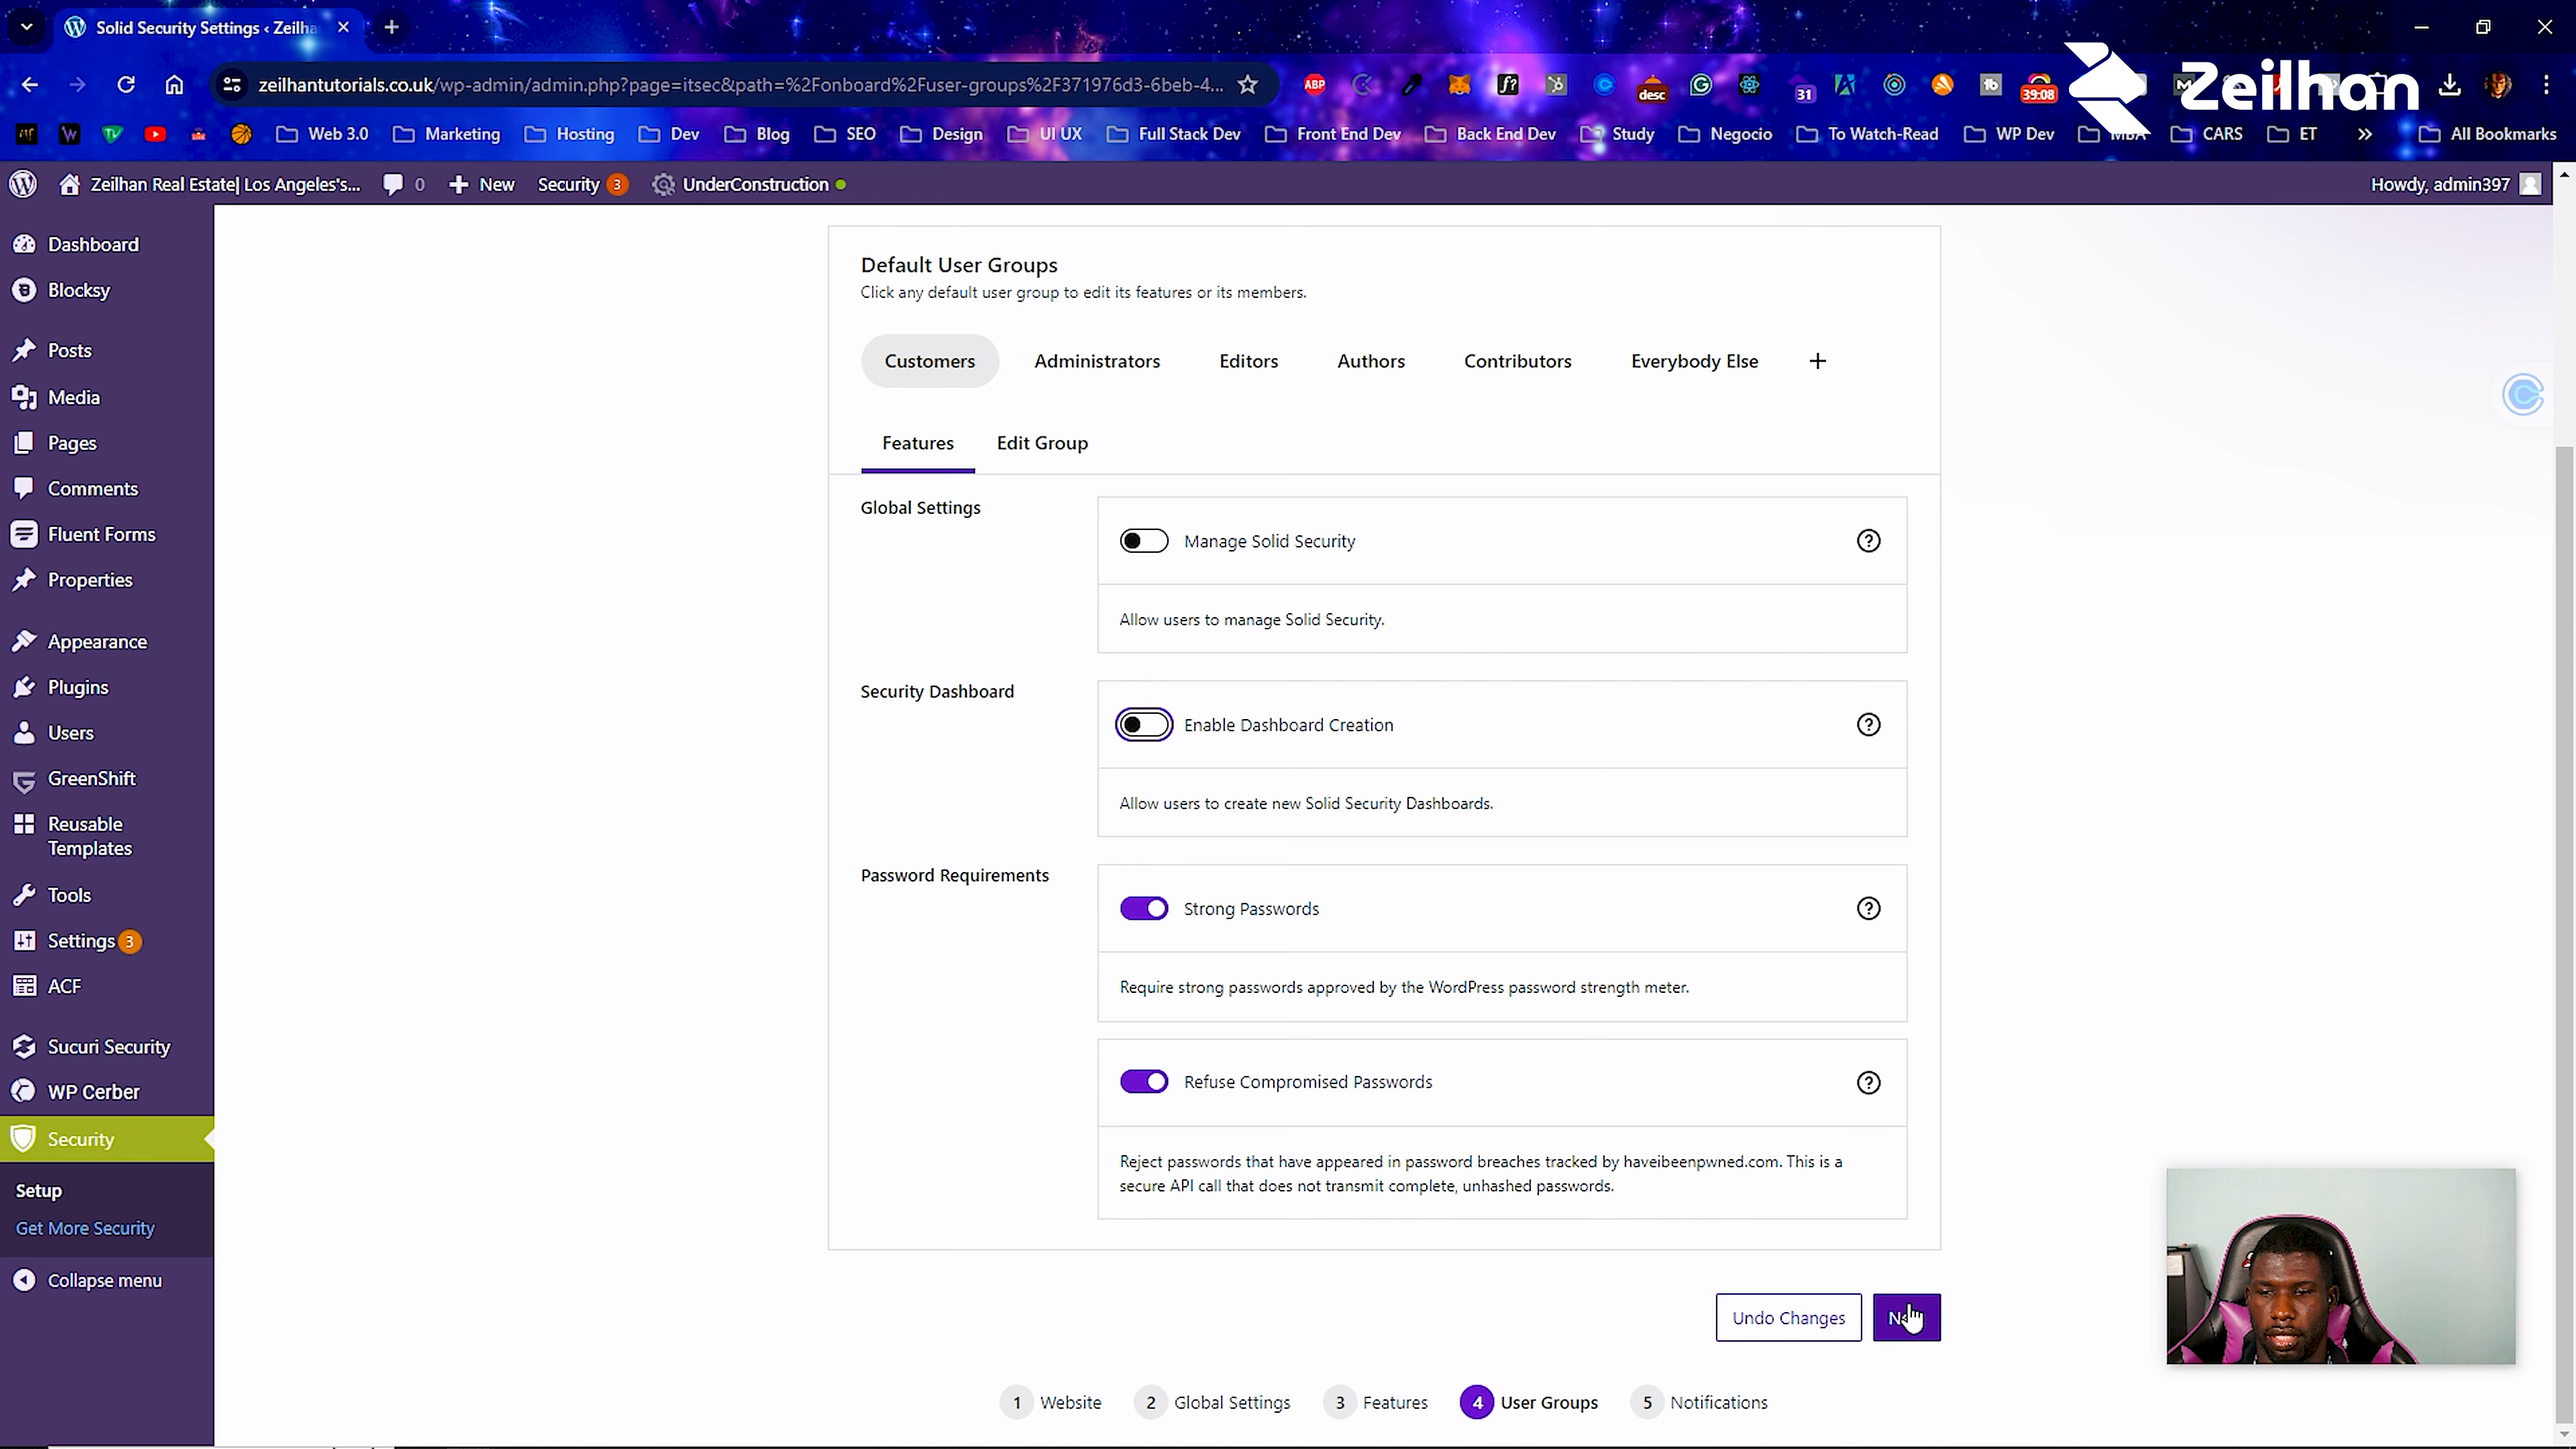 Solid Security Settings ‹ Zeilha
zeilhantutorials.co.uk/wp-admin/admin.php?page=itsec&path=%2Fonboard%2Fuser-groups%2F371976d3-6beb-4...
ABP
f?
desc
31
tb
39:08
Zeilhan
Web 3.0
Marketing
Hosting
Dev
Blog
SEO
Design
UI UX
Full Stack Dev
Front End Dev
Back End Dev
Study
Negocio
To Watch-Read
WP Dev
MBA
CARS
ET
All Bookmarks
Zeilhan Real Estate| Los Angeles's...
0
New
Security 3
UnderConstruction
Howdy, admin397
Dashboard
Blocksy
Posts
Media
Pages
Comments
Fluent Forms
Properties
Appearance
Plugins
Users
GreenShift
Reusable
Templates
Tools
Settings 3
ACF
Sucuri Security
WP Cerber
Security
Setup
Get More Security
Collapse menu
Default User Groups
Click any default user group to edit its features or its members.
Customers
Administrators
Editors
Authors
Contributors
Everybody Else
+
Features
Edit Group
Global Settings
Manage Solid Security
Allow users to manage Solid Security.
Security Dashboard
Enable Dashboard Creation
Allow users to create new Solid Security Dashboards.
Password Requirements
Strong Passwords
Require strong passwords approved by the WordPress password strength meter.
Refuse Compromised Passwords
Reject passwords that have appeared in password breaches tracked by haveibeenpwned.com. This is a
secure API call that does not transmit complete, unhashed passwords.
Undo Changes
1 Website
2 Global Settings
3 Features
4 User Groups
5 Notifications